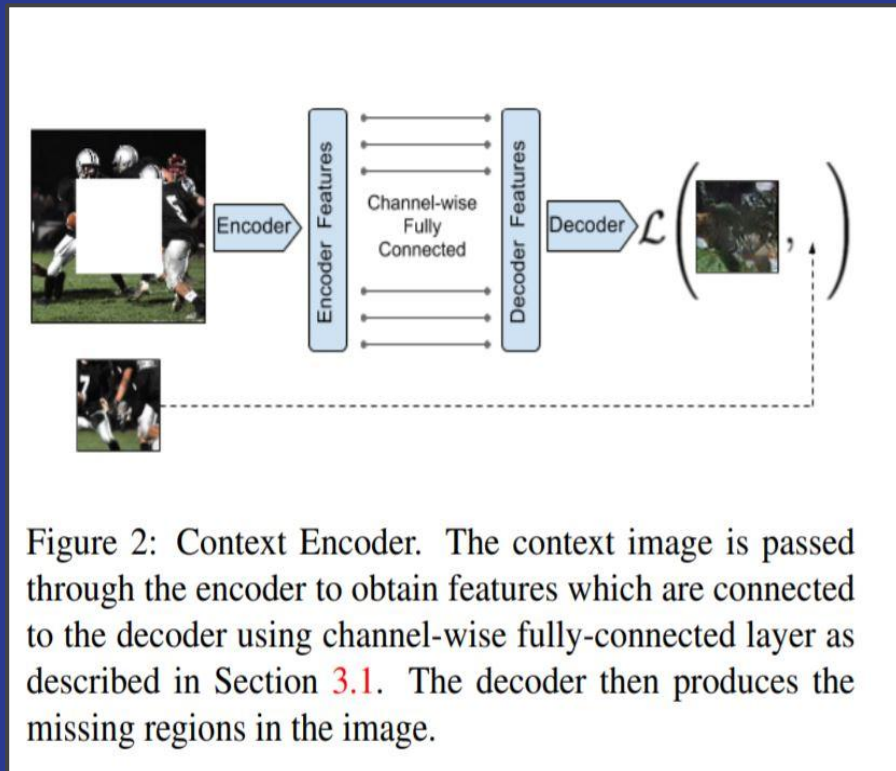 Encoder
Encoder Features
Channel-wise
Fully
Connected
Decoder Features
Decoder
ℒ ( , )
5
7
Figure 2: Context Encoder. The context image is passed
through the encoder to obtain features which are connected
to the decoder using channel-wise fully-connected layer as
described in Section 3.1. The decoder then produces the
missing regions in the image.